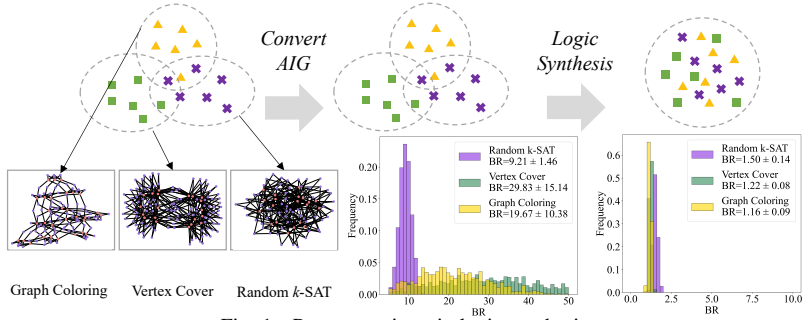 Convert
AIG
Logic
Synthesis
Graph Coloring
Vertex Cover
Random k-SAT
Frequency
0.20
0.15
0.10
0.05
0.00
Random k-SAT
BR=9.21 ± 1.46
Vertex Cover
BR=29.83 ± 15.14
Graph Coloring
BR=19.67 ± 10.38
10 20 30 40 50
BR
Frequency
0.6
0.5
0.4
0.3
0.2
0.1
0.0
Random k-SAT
BR=1.50 ± 0.14
Vertex Cover
BR=1.22 ± 0.08
Graph Coloring
BR=1.16 ± 0.09
0.0 2.5 5.0 7.5 10.0
BR